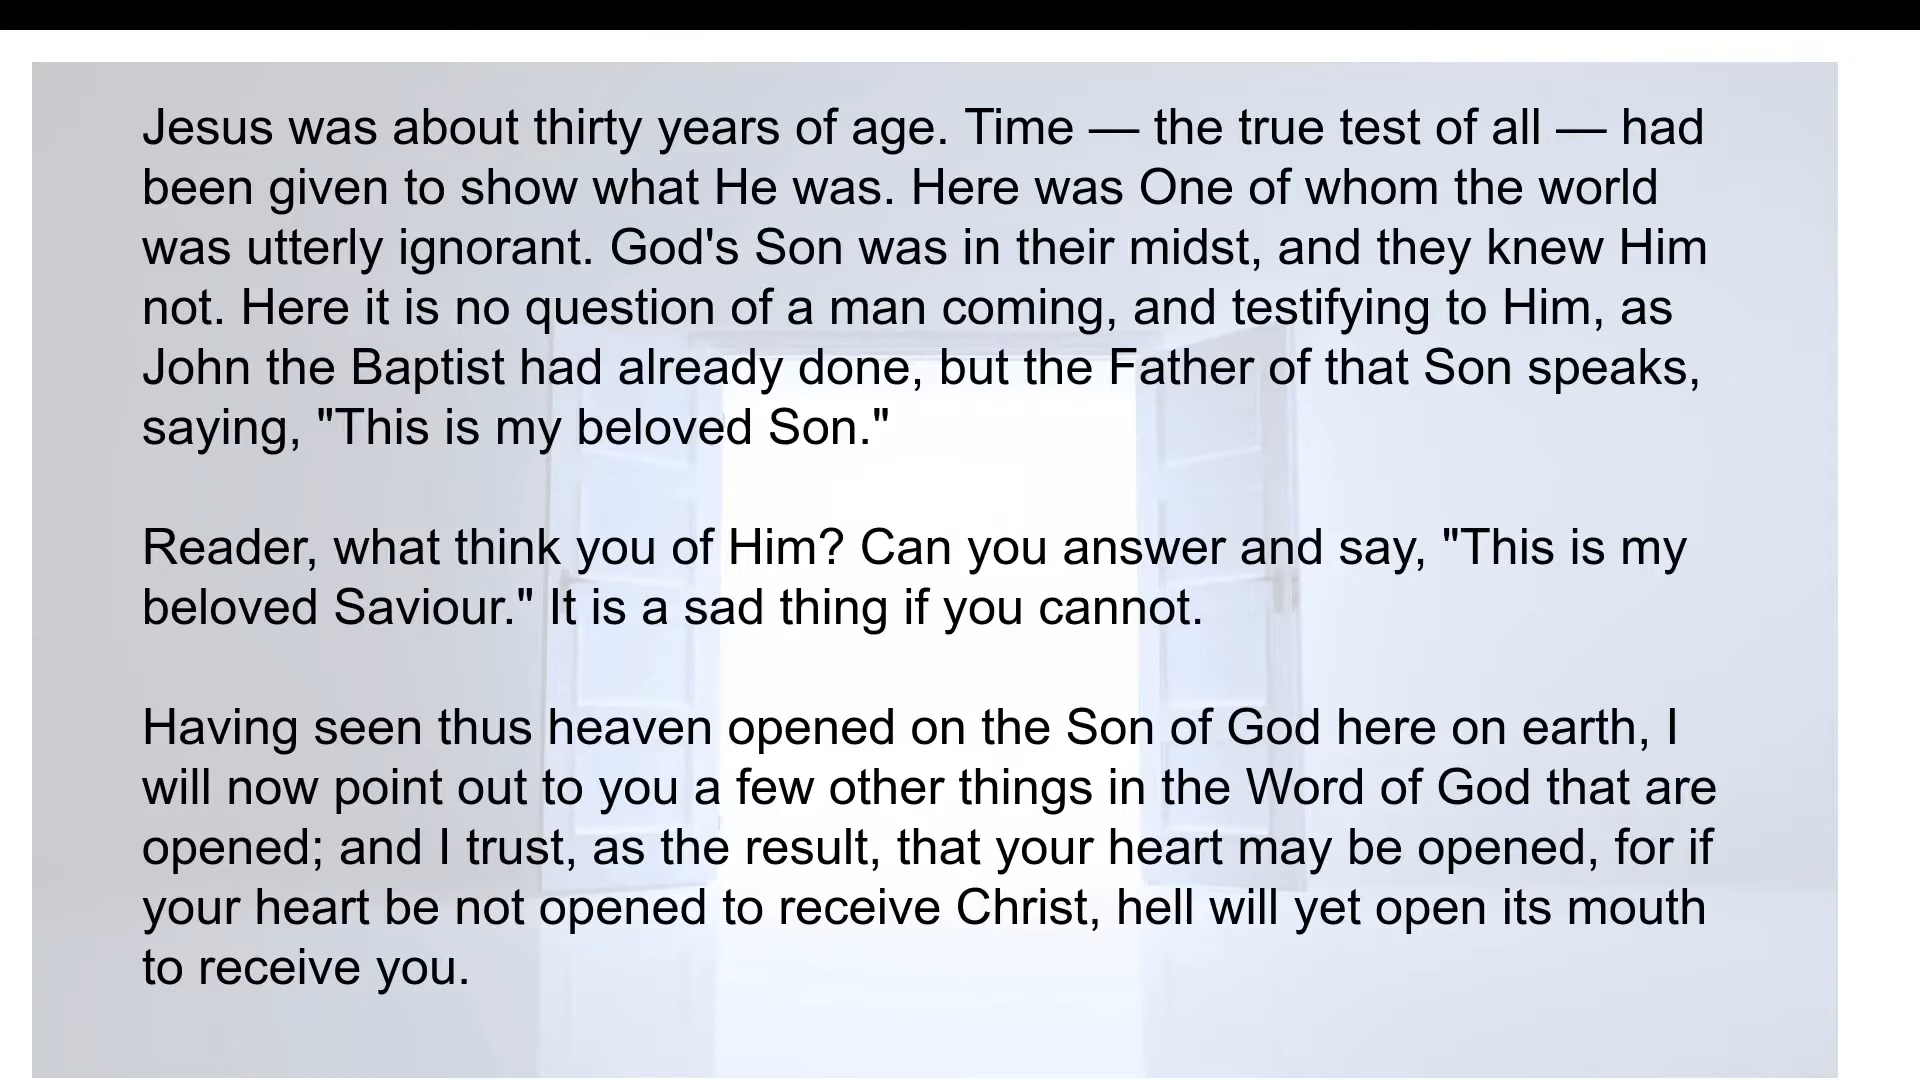 Jesus was about thirty years of age. Time — the true test of all — had
been given to show what He was. Here was One of whom the world
was utterly ignorant. God's Son was in their midst, and they knew Him
not. Here it is no question of a man coming, and testifying to Him, as
John the Baptist had already done, but the Father of that Son speaks,
saying, "This is my beloved Son."
Reader, what think you of Him? Can you answer and say, "This is my
beloved Saviour." It is a sad thing if you cannot.
Having seen thus heaven opened on the Son of God here on earth, I
will now point out to you a few other things in the Word of God that are
opened; and I trust, as the result, that your heart may be opened, for if
your heart be not opened to receive Christ, hell will yet open its mouth
to receive you.